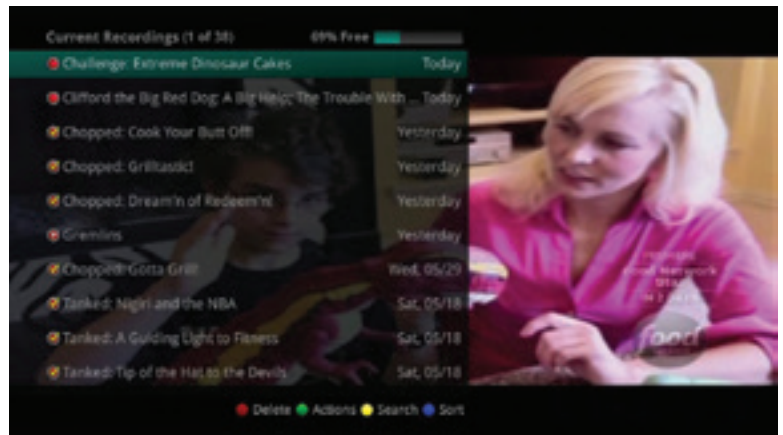 Current Recordings (1 of 38) 69% Free
Challenge: Extreme Dinosaur Cakes Today
Clifford the Big Red Dog: A Big Help; The Trouble With ... Today
Chopped: Cook Your Butt Off! Yesterday
Chopped: Grilltastic! Yesterday
Chopped: Dream'n of Redeem'n! Yesterday
Gremlins Yesterday
Chopped: Gotta Grill! Wed, 05/29
Tanked: Nigiri and the NBA Sat, 05/18
Tanked: A Guiding Light to Fitness Sat, 05/18
Tanked: Tip of the Hat to the Devils Sat, 05/18
Delete Actions Search Sort
Food Network
Star
food